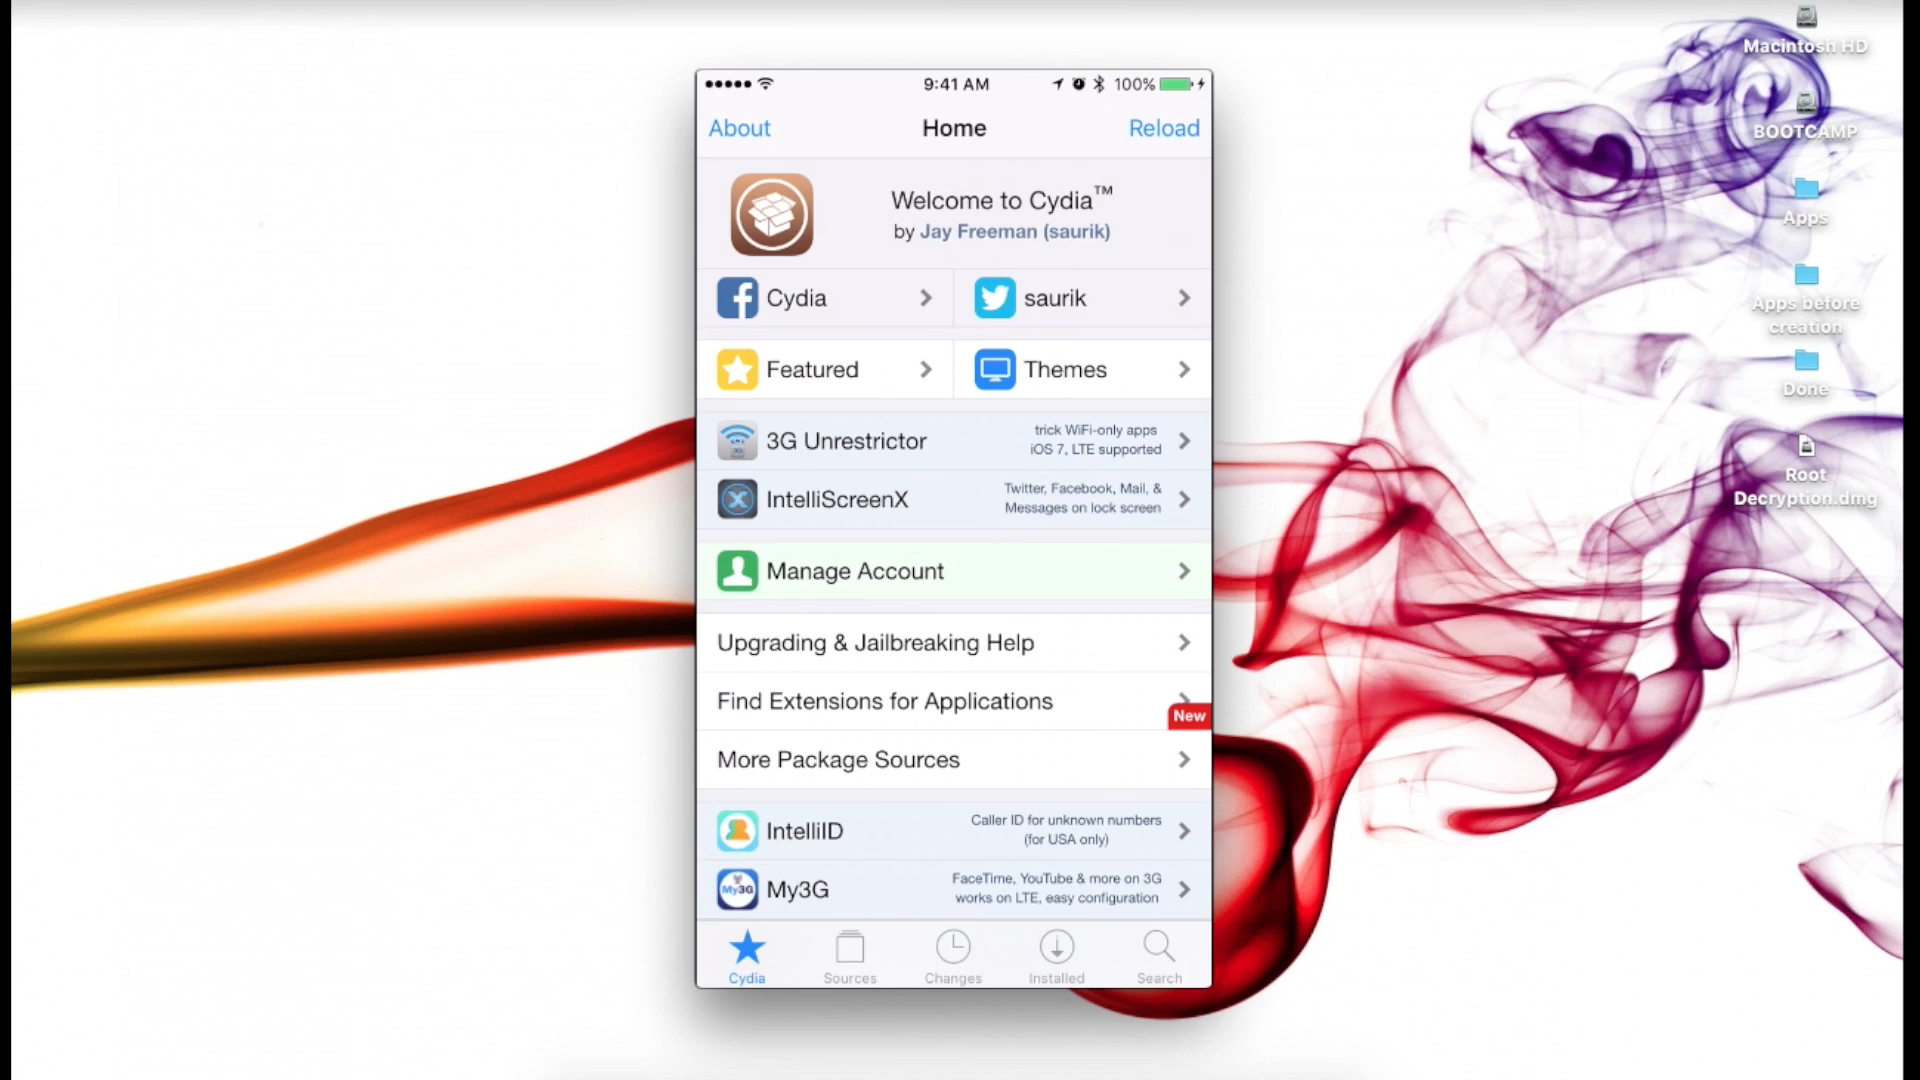 9:41 AM
100%
About
Home
Reload
Welcome to Cydia™
by Jay Freeman (saurik)
Cydia
saurik
Featured
Themes
3G Unrestrictor
trick WiFi-only apps
iOS 7, LTE supported
IntelliScreenX
Twitter, Facebook, Mail, &
Messages on lock screen
Manage Account
Upgrading & Jailbreaking Help
Find Extensions for Applications
New
More Package Sources
IntelliID
Caller ID for unknown numbers
(for USA only)
My3G
My3G
FaceTime, YouTube & more on 3G
works on LTE, easy configuration
Cydia
Sources
Changes
Installed
Search
Macintosh HD
BOOTCAMP
Apps
Apps before
creation
Done
Root
Decryption.dmg